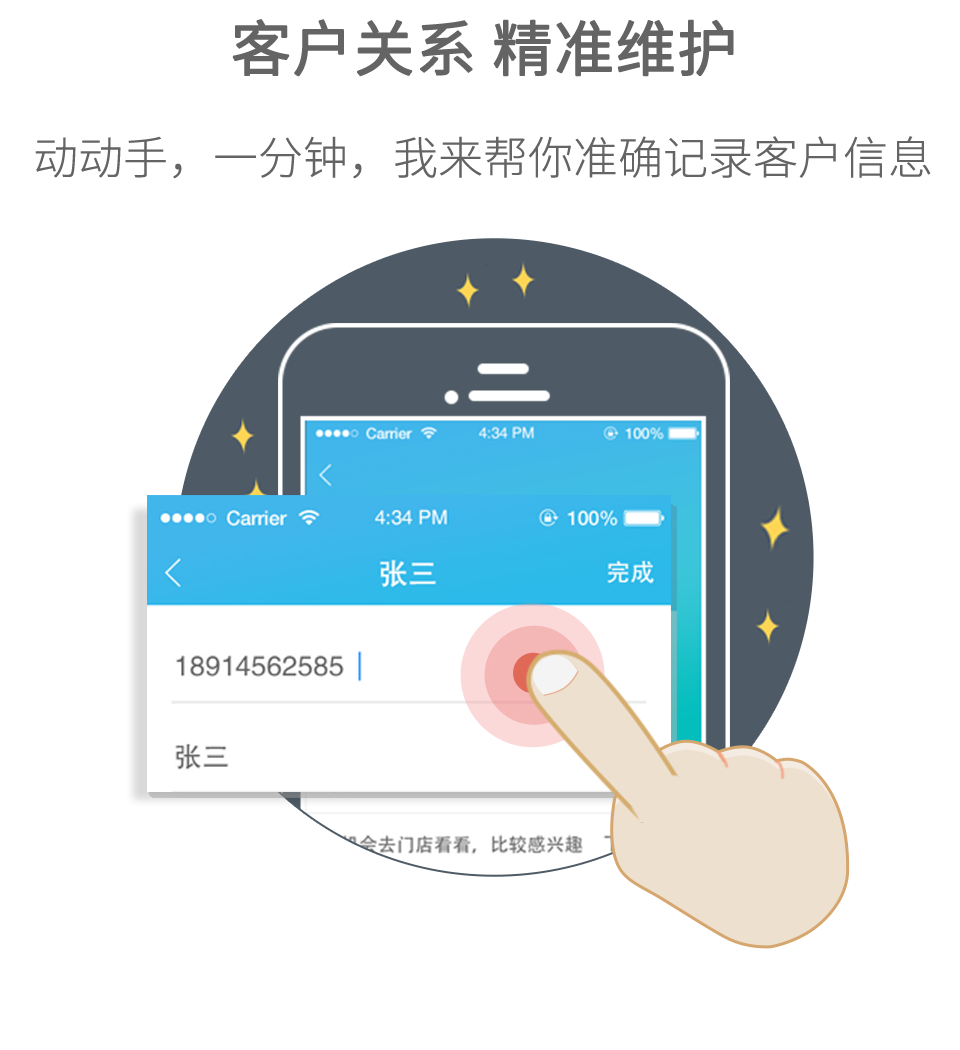 客户关系 精准维护
动动手，一分钟，我来帮你准确记录客户信息
Carrier 4:34 PM 100%
Carrier 4:34 PM 100%
张三 完成
18914562585
张三
会去门店看看，比较感兴趣